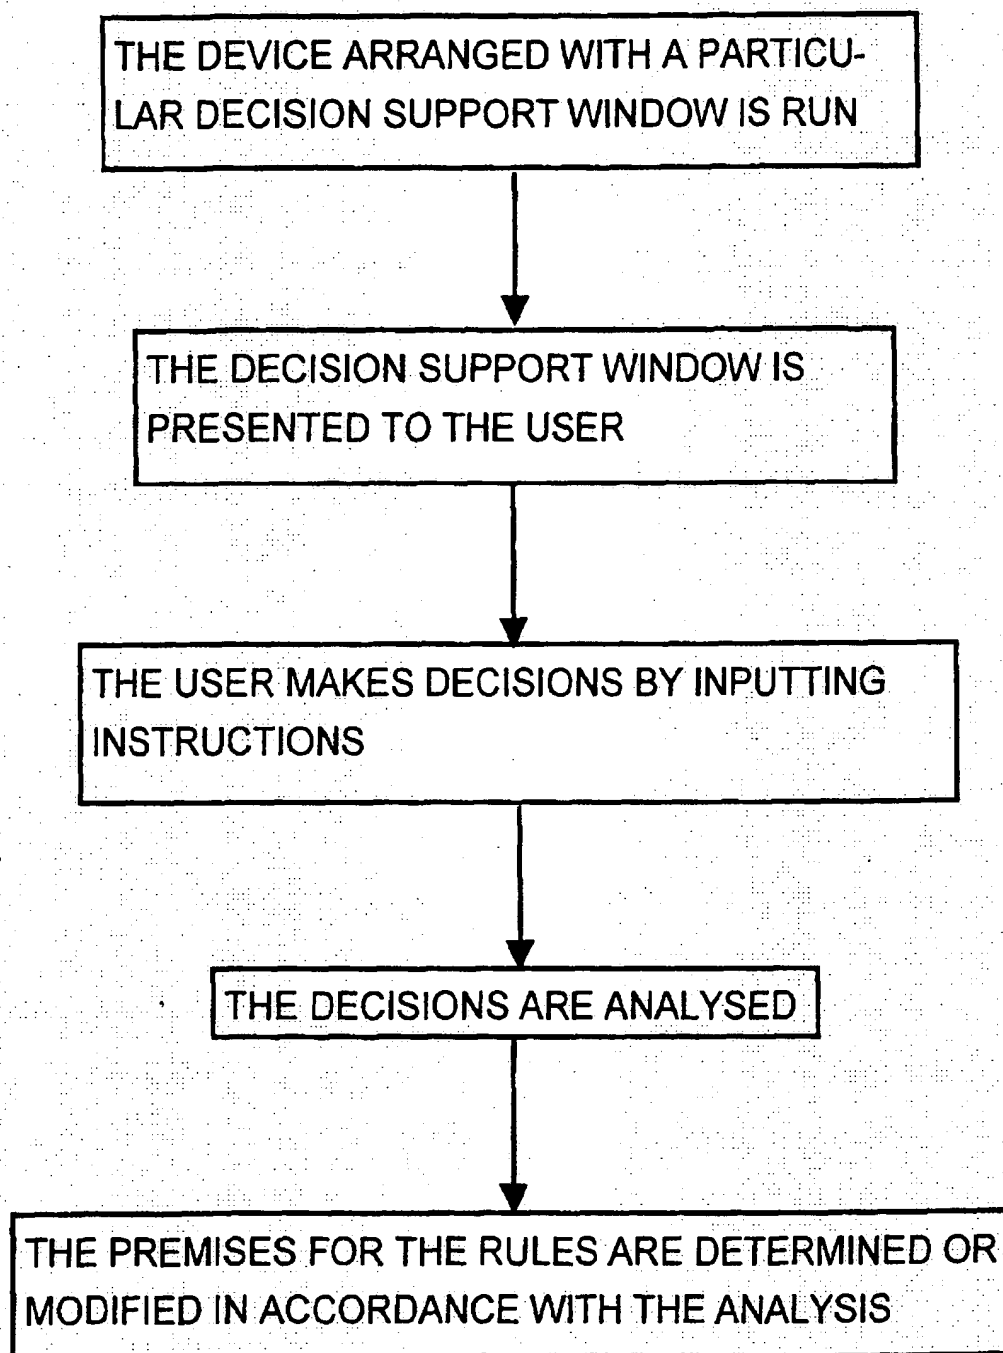 THE DEVICE ARRANGED WITH A PARTICU-
LAR DECISION SUPPORT WINDOW IS RUN
THE DECISION SUPPORT WINDOW IS
PRESENTED TO THE USER
THE USER MAKES DECISIONS BY INPUTTING
INSTRUCTIONS
THE DECISIONS ARE ANALYSED
THE PREMISES FOR THE RULES ARE DETERMINED OR
MODIFIED IN ACCORDANCE WITH THE ANALYSIS